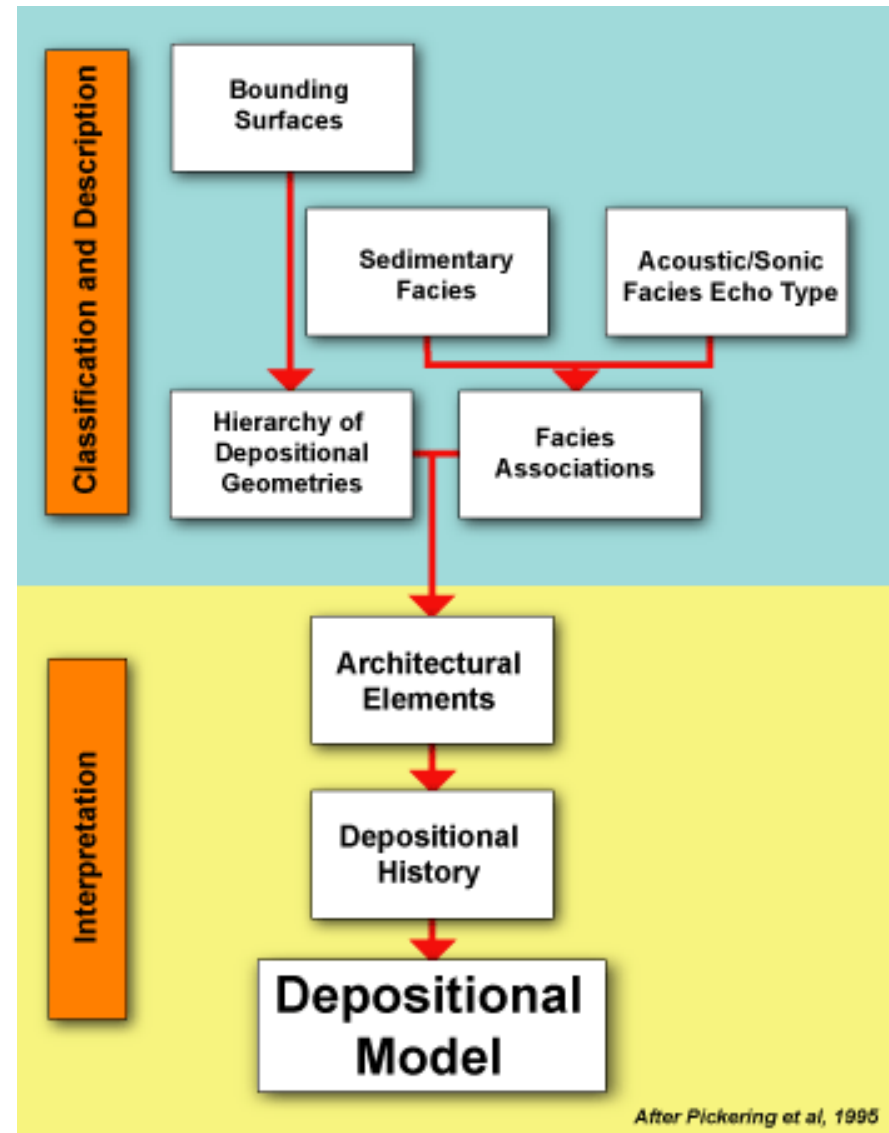 Classification and Description
Bounding
Surfaces
Sedimentary
Facies
Acoustic/Sonic
Facies Echo Type
Hierarchy of
Depositional
Geometries
Facies
Associations
Interpretation
Architectural
Elements
Depositional
History
Depositional
Model
After Pickering et al, 1995